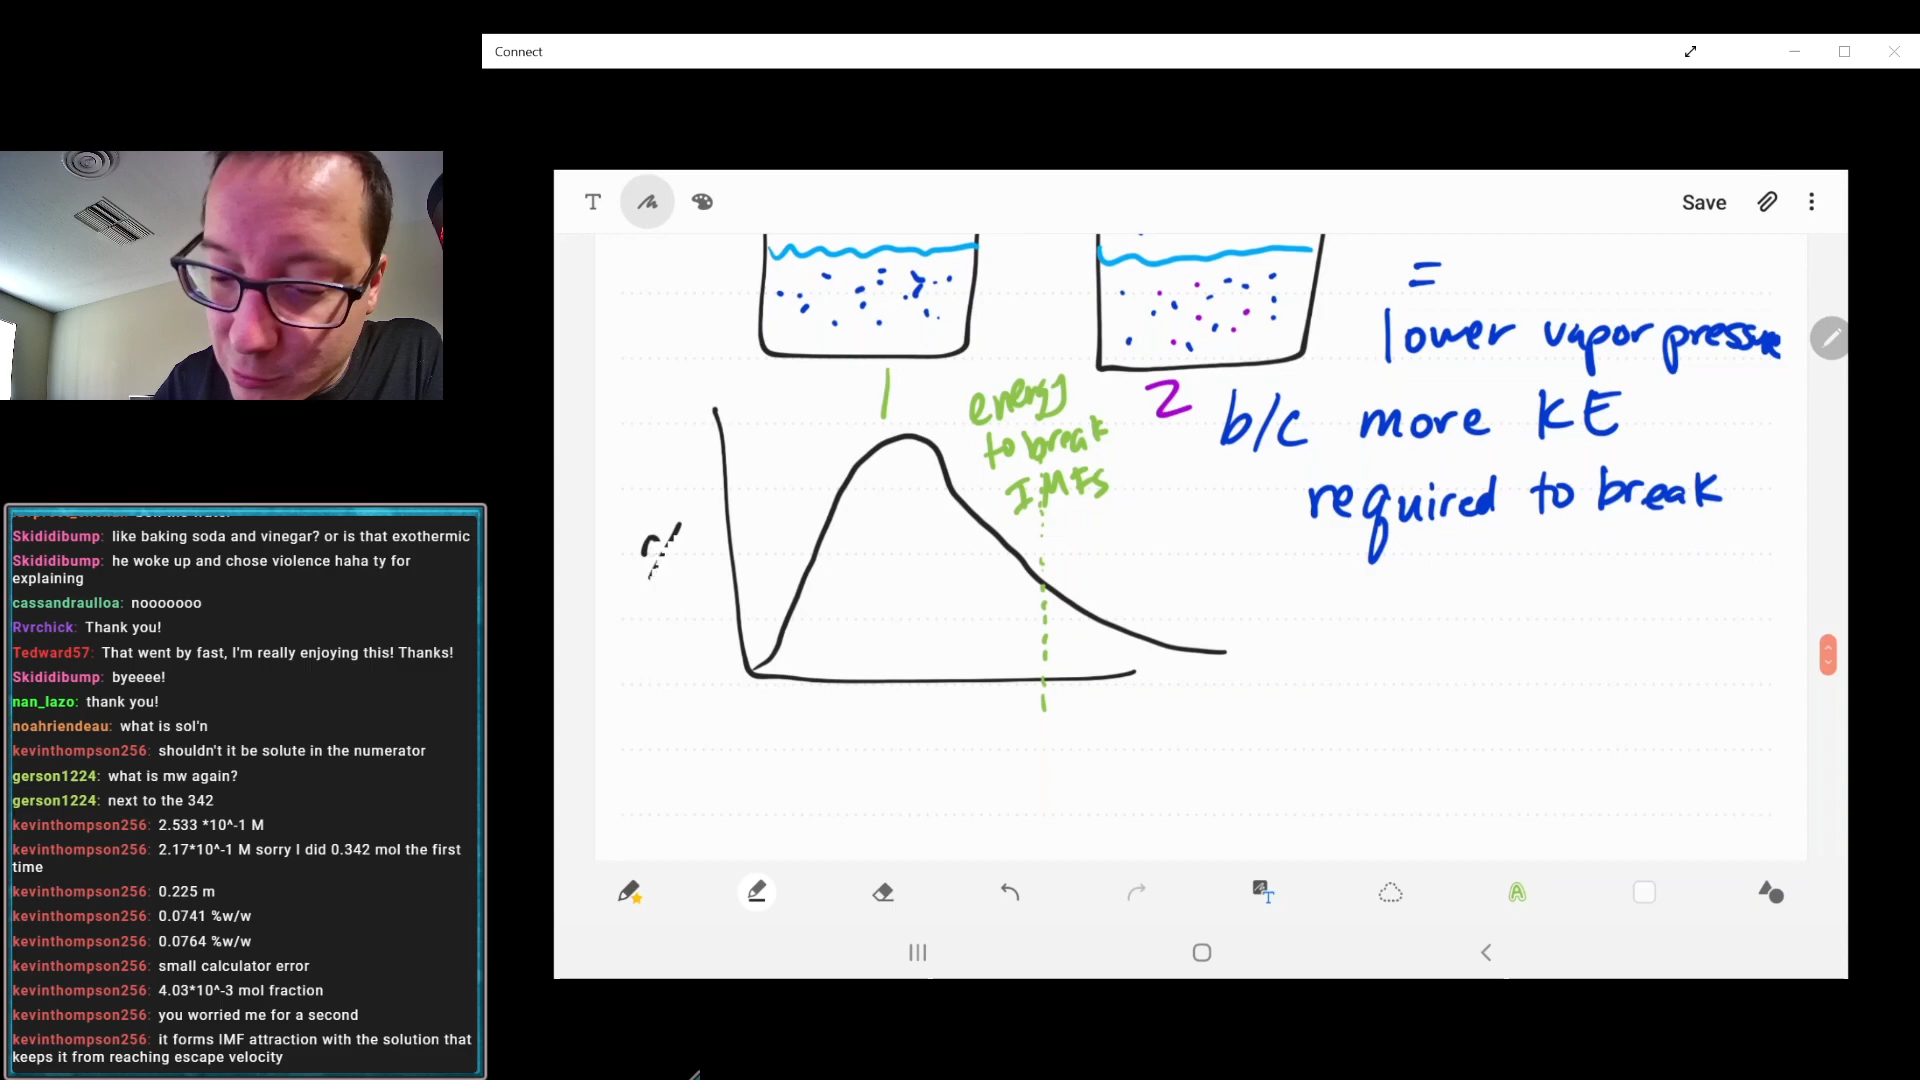 Connect
Save
=
lower vapor pressure
1
energy
to break
IMFs
2
b/c more KE
required to break
Skididibump: like baking soda and vinegar? or is that exothermic
Skididibump: he woke up and chose violence haha ty for
explaining
cassandraulloa: nooooooo
Rvrchick: Thank you!
Tedward57: That went by fast, I'm really enjoying this! Thanks!
Skididibump: byeeee!
nan_lazo: thank you!
noahriendeau: what is sol'n
kevinthompson256: shouldn't it be solute in the numerator
gerson1224: what is mw again?
gerson1224: next to the 342
kevinthompson256: 2.533 *10^-1 M
kevinthompson256: 2.17*10^-1 M sorry I did 0.342 mol the first
time
kevinthompson256: 0.225 m
kevinthompson256: 0.0741 %w/w
kevinthompson256: 0.0764 %w/w
kevinthompson256: small calculator error
kevinthompson256: 4.03*10^-3 mol fraction
kevinthompson256: you worried me for a second
kevinthompson256: it forms IMF attraction with the solution that
keeps it from reaching escape velocity